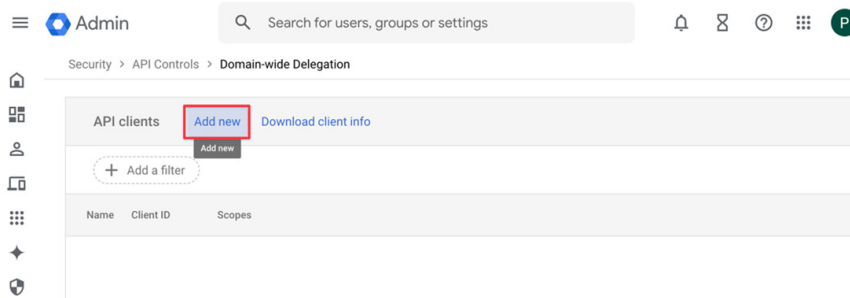 Admin
Search for users, groups or settings
P
Security > API Controls > Domain-wide Delegation
API clients Add new Download client info
Add new
+ Add a filter
Name Client ID Scopes